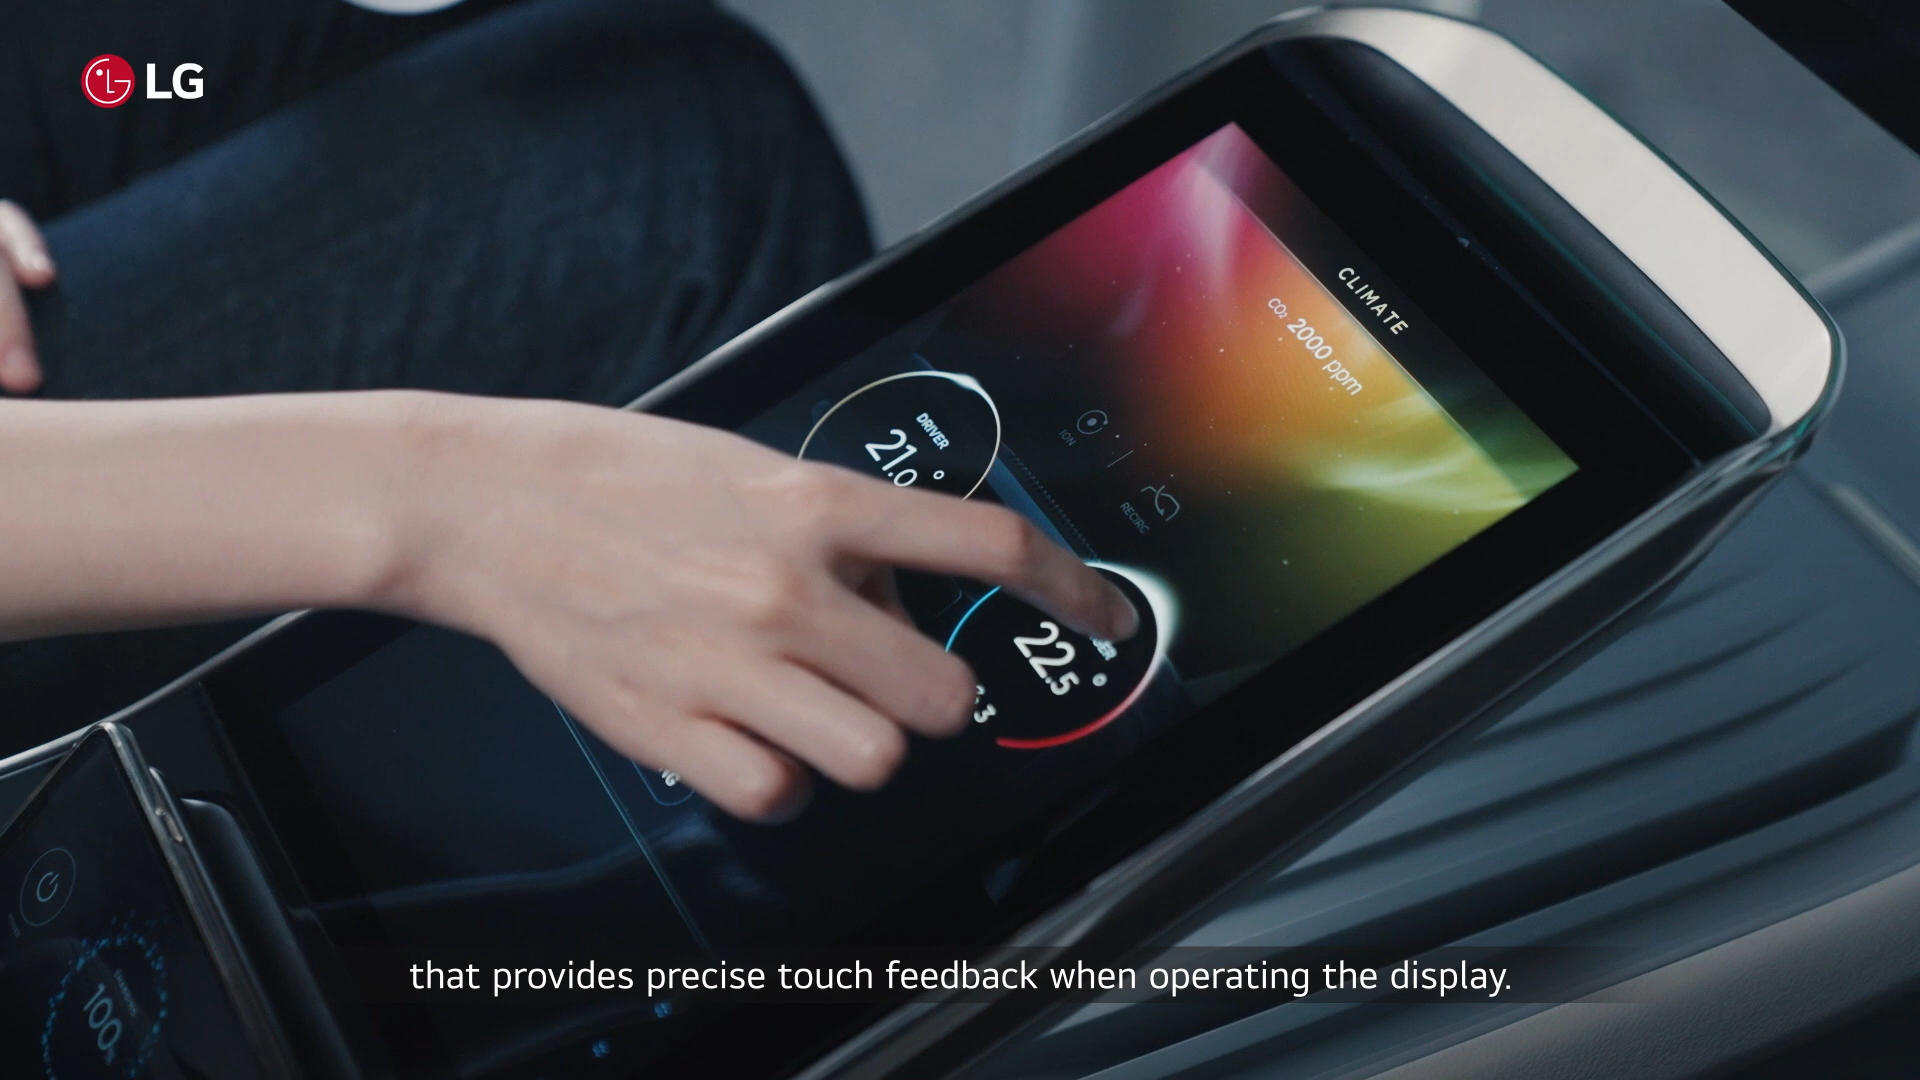 LG
CLIMATE
CO₂ 2000 ppm
ION
RECIRC
DRIVER
21.0°
22.5°
100%
that provides precise touch feedback when operating the display.